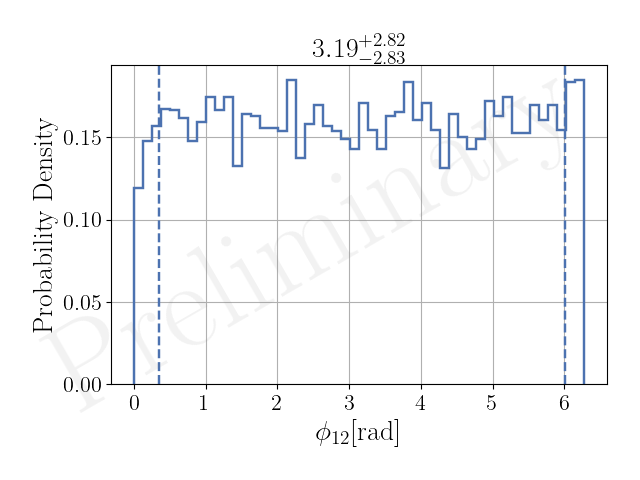 3.19+2.82−2.83
Probability Density
0.15
0.10
0.05
0.00
0 1 2 3 4 5 6
ϕ12[rad]
Preliminary